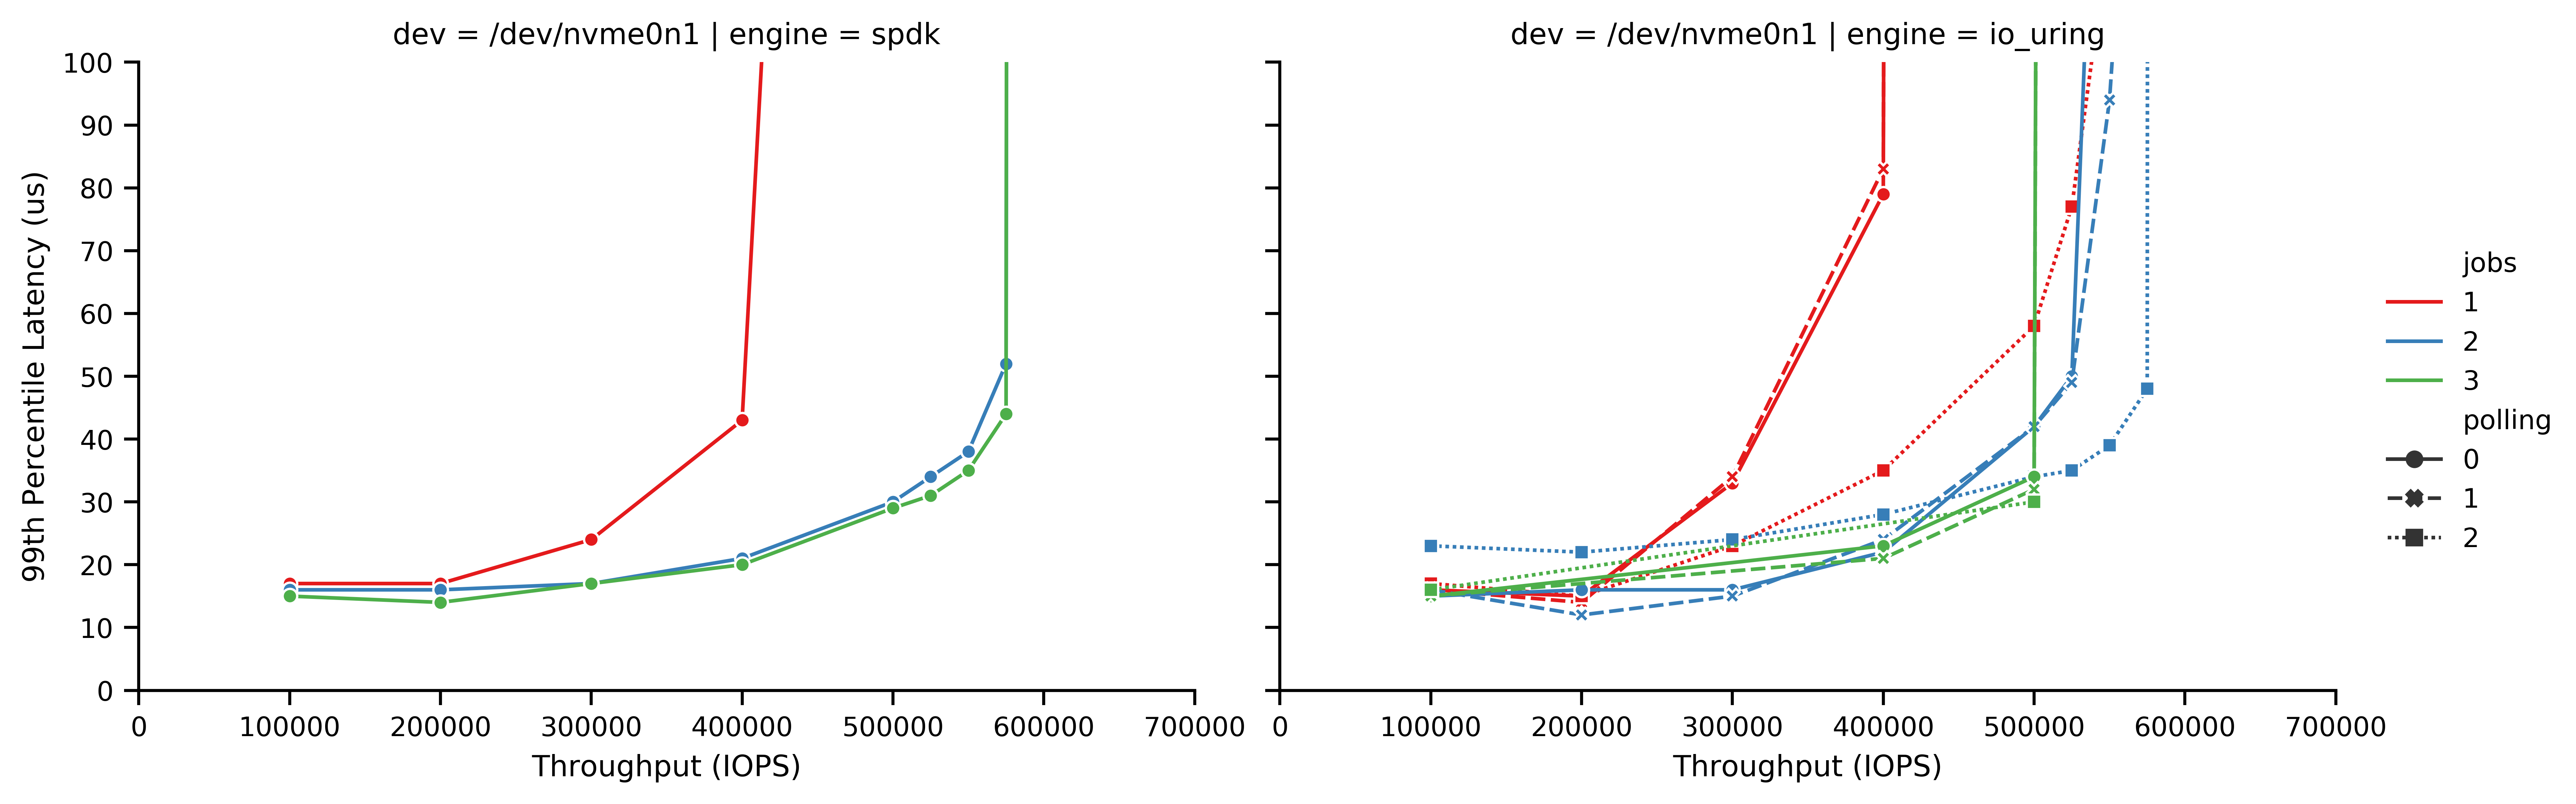 dev = /dev/nvme0n1 | engine = spdk
dev = /dev/nvme0n1 | engine = io_uring
99th Percentile Latency (us)
100
90
80
70
60
50
40
30
20
10
0
0 100000 200000 300000 400000 500000 600000 700000
Throughput (IOPS)
0 100000 200000 300000 400000 500000 600000 700000
Throughput (IOPS)
jobs
1
2
3
polling
0
1
2